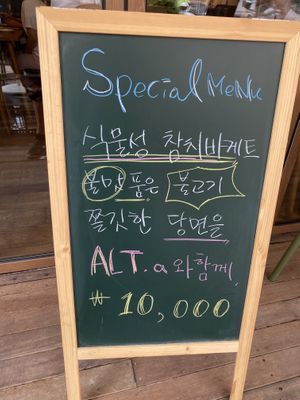 Special Menu
식물성 참치바게트
불맛 품은 불고기
쫄깃한 당면을
ALT.a와 함께
₩ 10,000